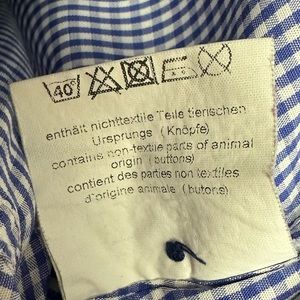 40°
enthält nichttextile Teile tierischen
Ursprungs (Knöpfe)
contains non-textile parts of animal
origin (buttons)
contient des parties non textiles
d'origine animale (butons)